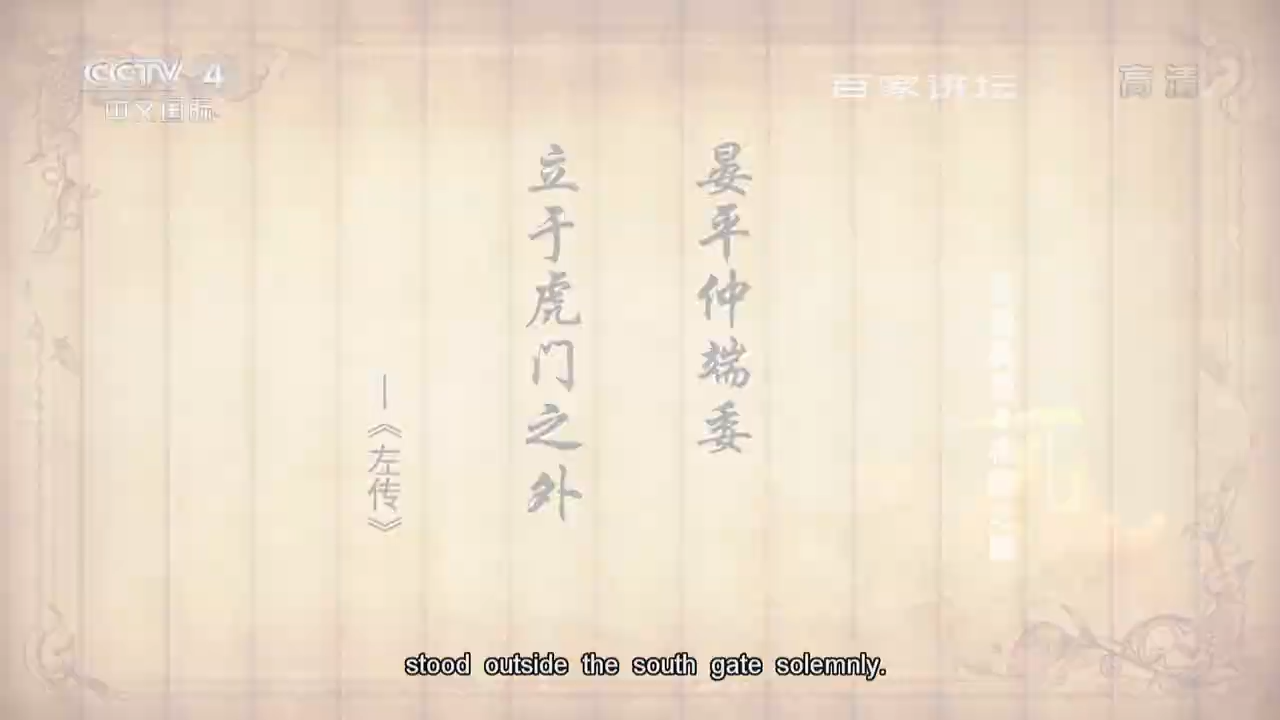 CCTV-4
中文国际
百家讲坛
高清
晏平仲端委
立于虎门之外
—《左传》
stood outside the south gate solemnly.